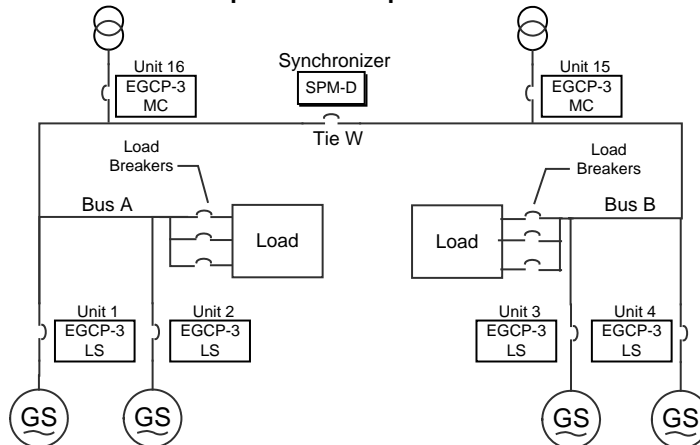 Unit 16
EGCP-3
MC
Synchronizer
SPM-D
Tie W
Unit 15
EGCP-3
MC
Load
Breakers
Load
Breakers
Bus A
Bus B
Load
Load
Unit 1
EGCP-3
LS
Unit 2
EGCP-3
LS
Unit 3
EGCP-3
LS
Unit 4
EGCP-3
LS
GS
GS
GS
GS